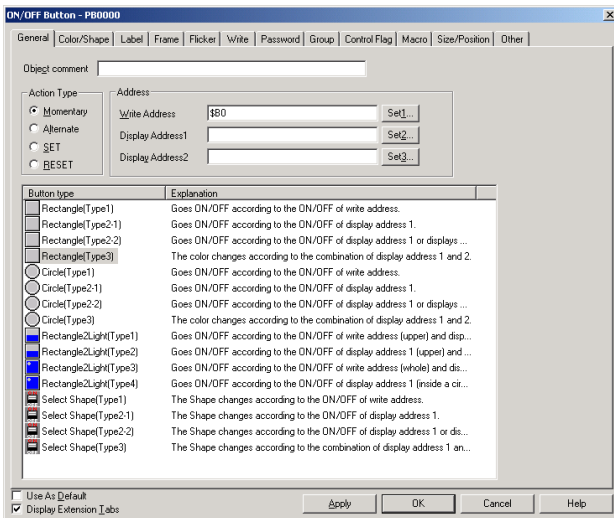 ON/OFF Button - PB0000
General Color/Shape Label Frame Flicker Write Password Group Control Flag Macro Size/Position Other
Object comment
Action Type
Address
Momentary
Write Address $B0 Set1...
Alternate
Display Address1 Set2...
SET
Display Address2 Set3...
RESET
Button type Explanation
Rectangle(Type1) Goes ON/OFF according to the ON/OFF of write address.
Rectangle(Type2-1) Goes ON/OFF according to the ON/OFF of display address 1.
Rectangle(Type2-2) Goes ON/OFF according to the ON/OFF of display address 1 or displays ...
Rectangle(Type3) The color changes according to the combination of display address 1 and 2.
Circle(Type1) Goes ON/OFF according to the ON/OFF of write address.
Circle(Type2-1) Goes ON/OFF according to the ON/OFF of display address 1.
Circle(Type2-2) Goes ON/OFF according to the ON/OFF of display address 1 or displays ...
Circle(Type3) The color changes according to the combination of display address 1 and 2.
Rectangle2Light(Type1) Goes ON/OFF according to the ON/OFF of write address (upper) and disp...
Rectangle2Light(Type2) Goes ON/OFF according to the ON/OFF of display address 1 (upper) and ...
Rectangle2Light(Type3) Goes ON/OFF according to the ON/OFF of write address (whole) and dis...
Rectangle2Light(Type4) Goes ON/OFF according to the ON/OFF of display address 1 (inside a cir...
Select Shape(Type1) The Shape changes according to the ON/OFF of write address.
Select Shape(Type2-1) The Shape changes according to the ON/OFF of display address 1.
Select Shape(Type2-2) The Shape changes according to the ON/OFF of display address 1 or dis...
Select Shape(Type3) The Shape changes according to the combination of display address 1 an...
Use As Default
Display Extension Tabs
Apply OK Cancel Help